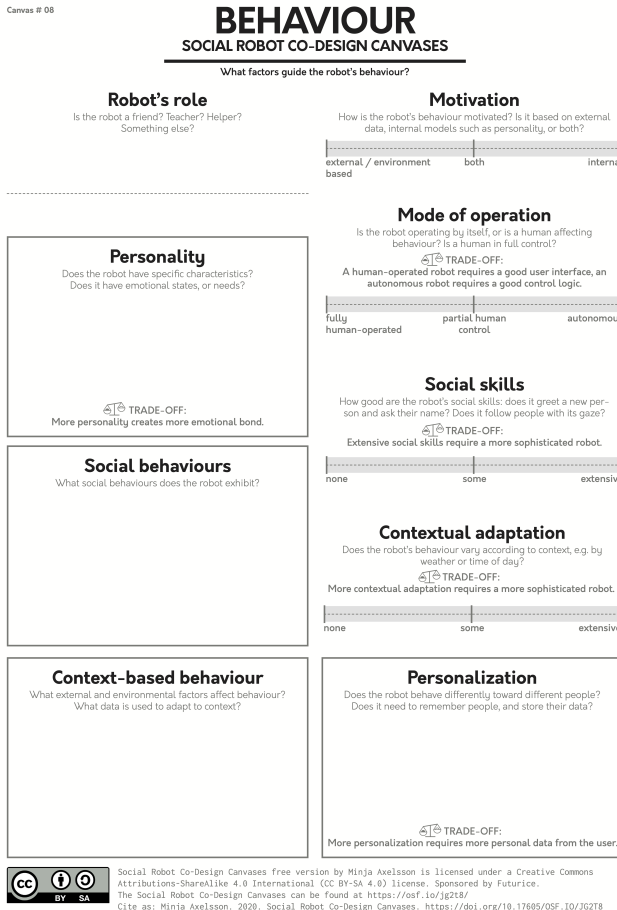 Canvas # 08
BEHAVIOUR
SOCIAL ROBOT CO-DESIGN CANVASES
What factors guide the robot's behaviour?
Robot's role
Is the robot a friend? Teacher? Helper?
Something else?
Personality
Does the robot have specific characteristics?
Does it have emotional states, or needs?
TRADE-OFF:
More personality creates more emotional bond.
Social behaviours
What social behaviours does the robot exhibit?
Context-based behaviour
What external and environmental factors affect behaviour?
What data is used to adapt to context?
Motivation
How is the robot's behaviour motivated? Is it based on external
data, internal models such as personality, or both?
external / environment both interna
based
Mode of operation
Is the robot operating by itself, or is a human affecting
behaviour? Is a human in full control?
TRADE-OFF:
A human-operated robot requires a good user interface, an
autonomous robot requires a good control logic.
fully partial human autonomou
human-operated control
Social skills
How good are the robot's social skills: does it greet a new per-
son and ask their name? Does it follow people with its gaze?
TRADE-OFF:
Extensive social skills require a more sophisticated robot.
none some extensiv
Contextual adaptation
Does the robot's behaviour vary according to context, e.g. by
weather or time of day?
TRADE-OFF:
More contextual adaptation requires a more sophisticated robot.
none some extensive
Personalization
Does the robot behave differently toward different people?
Does it need to remember people, and store their data?
TRADE-OFF:
More personalization requires more personal data from the user.
cc BY SA
Social Robot Co-Design Canvases free version by Minja Axelsson is licensed under a Creative Commons
Attributions-ShareAlike 4.0 International (CC BY-SA 4.0) license. Sponsored by Futurice.
The Social Robot Co-Design Canvases can be found at https://osf.io/jg2t8/
Cite as: Minja Axelsson. 2020. Social Robot Co-Design Canvases. https://doi.org/10.17605/OSF.IO/JG2T8